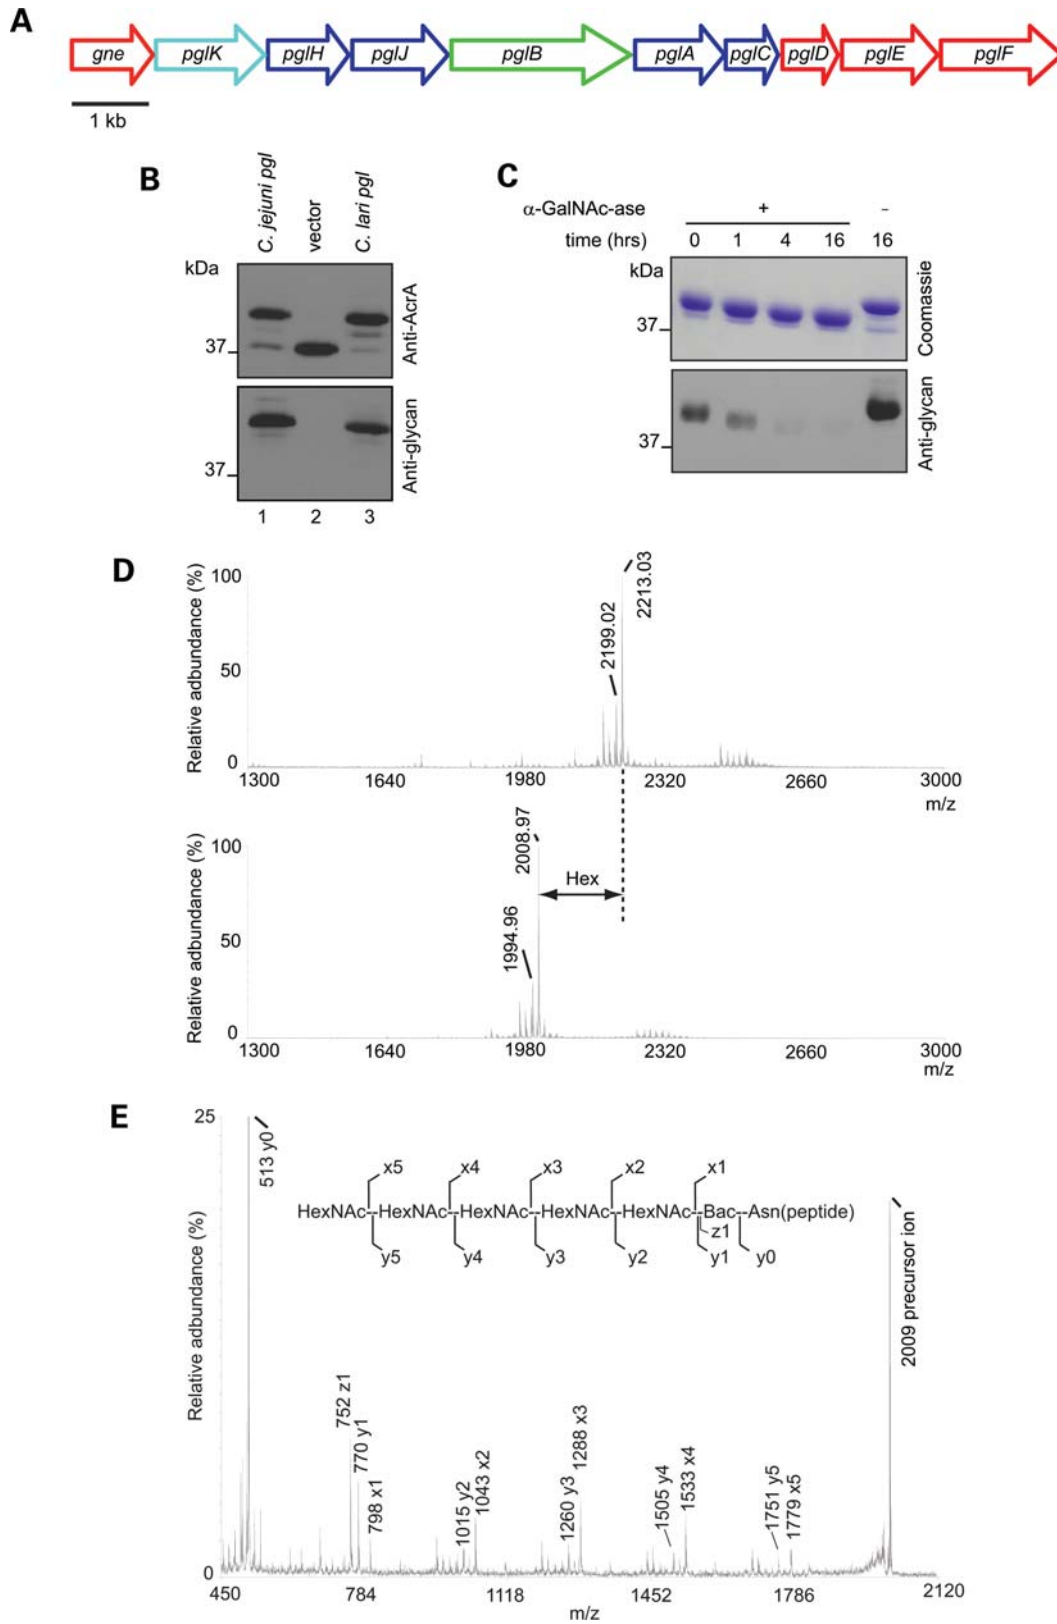 A
gne pglK pglH pglJ pglB pglA pglC pglD pglE pglF
1 kb
B
C. jejuni pgl
vector
C. lari pgl
kDa
37
Anti-AcrA
37
Anti-glycan
1 2 3
C
α-GalNAc-ase + –
time (hrs) 0 1 4 16 16
kDa
37
Coomassie
37
Anti-glycan
D
Relative adbundance (%)
100
50
0
2199.02
2213.03
1300 1640 1980 2320 2660 3000
m/z
Relative adbundance (%)
100
50
0
1994.96
2008.97
Hex
1300 1640 1980 2320 2660 3000
m/z
E
Relative adbundance (%)
25
0
513 y0
x5 x4 x3 x2 x1
HexNAc--HexNAc--HexNAc--HexNAc--HexNAc--Bac--Asn(peptide)
z1
y5 y4 y3 y2 y1 y0
752 z1
770 y1
798 x1
1015 y2
1043 x2
1260 y3
1288 x3
1505 y4
1533 x4
1751 y5
1779 x5
2009 precursor ion
450 784 1118 1452 1786 2120
m/z